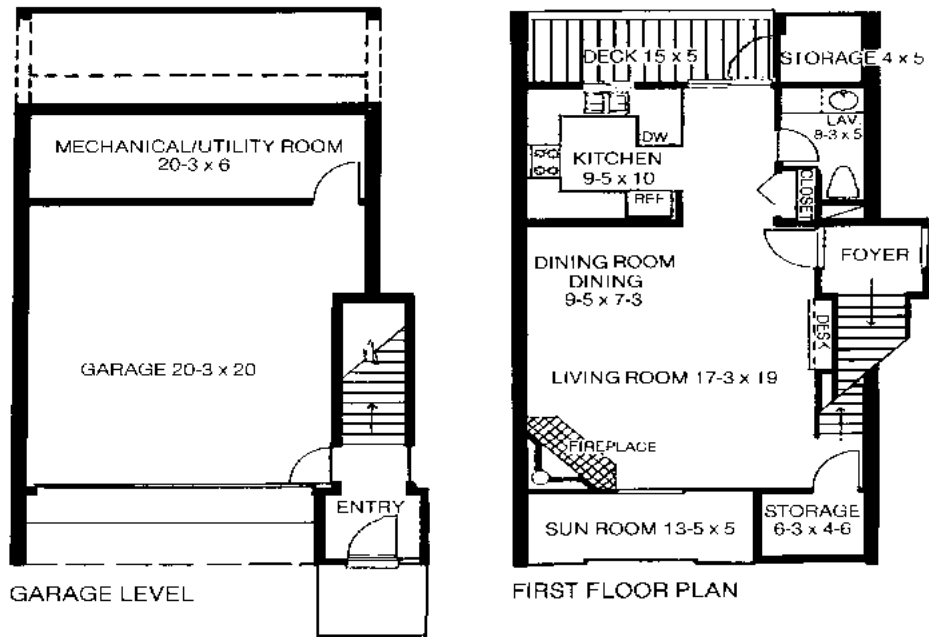 MECHANICAL/UTILITY ROOM
20-3 x 6
GARAGE 20-3 x 20
ENTRY
GARAGE LEVEL
DECK 15 x 5
STORAGE 4 x 5
LAV.
8-3 x 5
DW
KITCHEN
9-5 x 10
REF
CLOSET
FOYER
DINING ROOM
DINING
9-5 x 7-3
DESK
LIVING ROOM 17-3 x 19
FIREPLACE
STORAGE
6-3 x 4-6
SUN ROOM 13-5 x 5
FIRST FLOOR PLAN